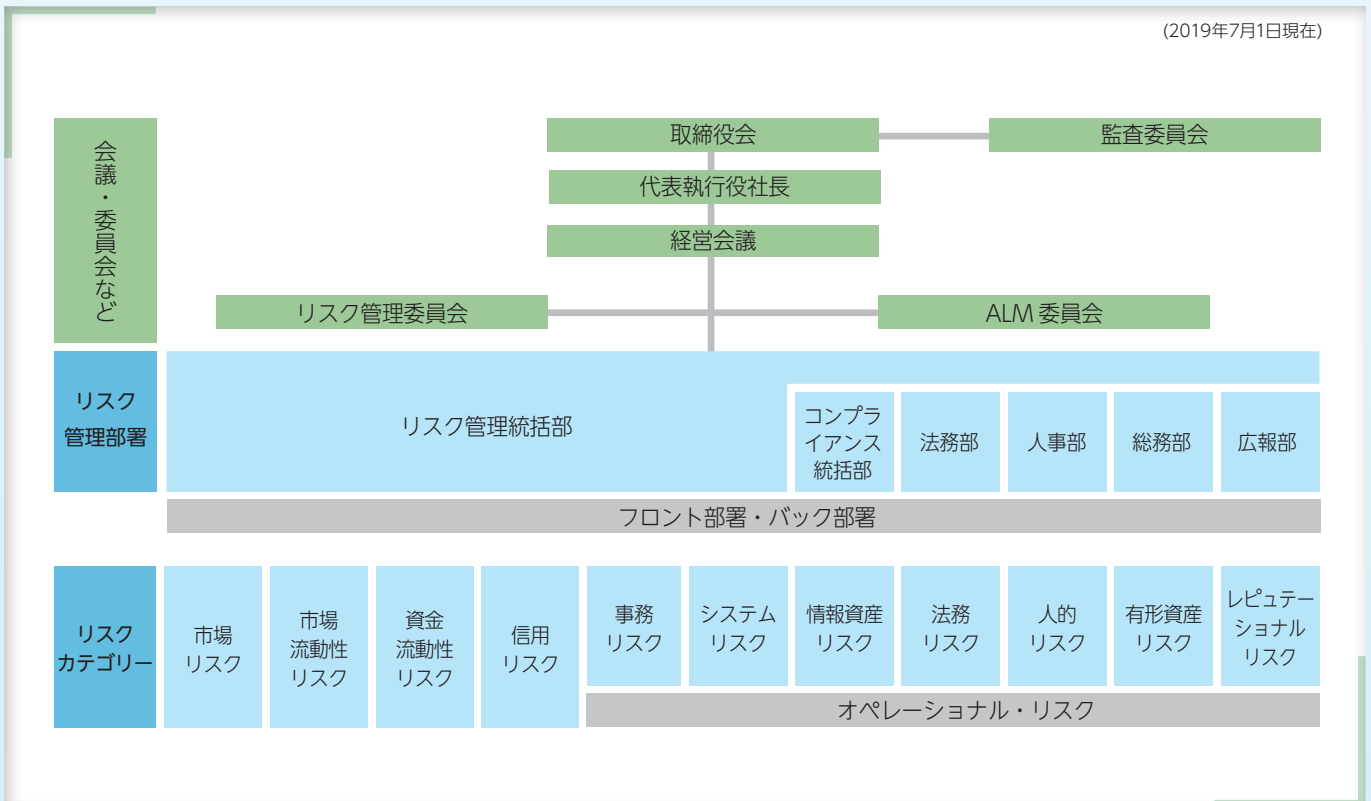 (2019年7月1日現在)
会議・委員会など
取締役会
監査委員会
代表執行役社長
経営会議
リスク管理委員会
ALM 委員会
リスク
管理部署
リスク管理統括部
コンプラ
イアンス
統括部
法務部
人事部
総務部
広報部
フロント部署・バック部署
リスク
カテゴリー
市場
リスク
市場
流動性
リスク
資金
流動性
リスク
信用
リスク
事務
リスク
システム
リスク
情報資産
リスク
法務
リスク
人的
リスク
有形資産
リスク
レピュテー
ショナル
リスク
オペレーショナル・リスク